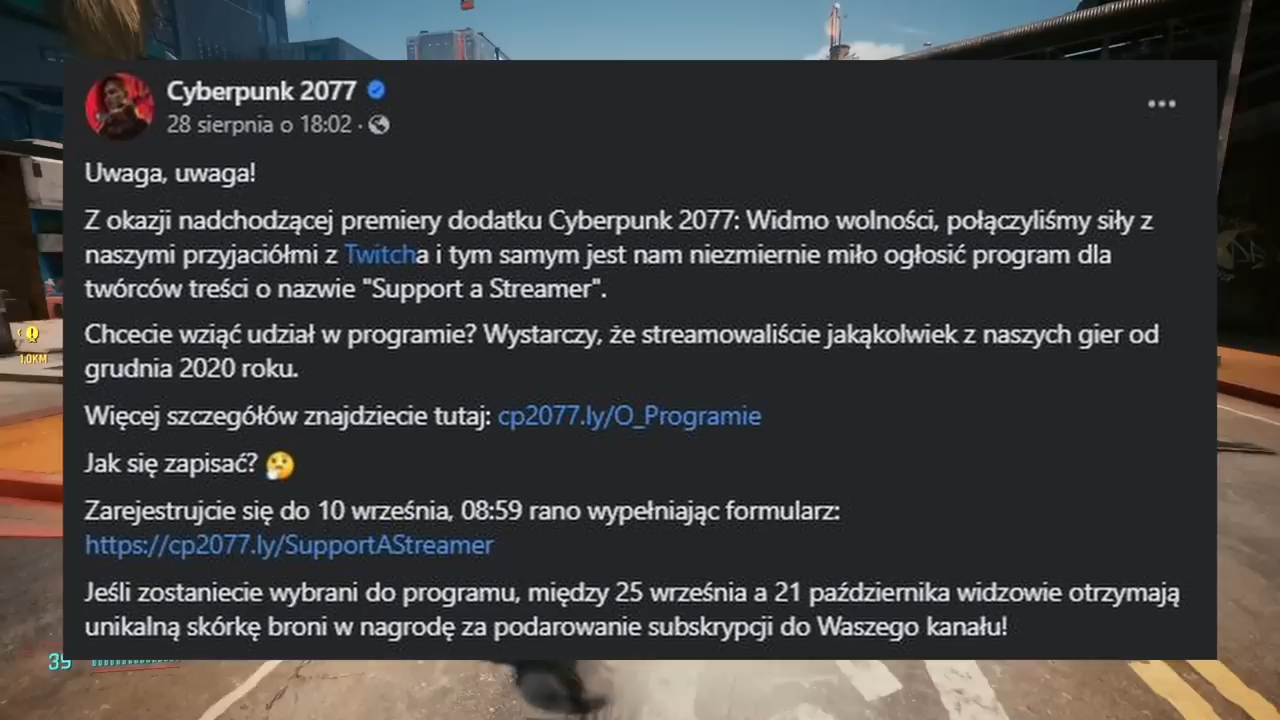 Cyberpunk 2077
28 sierpnia o 18:02 ·
Uwaga, uwaga!
Z okazji nadchodzącej premiery dodatku Cyberpunk 2077: Widmo wolności, połączyliśmy siły z
naszymi przyjaciółmi z Twitcha i tym samym jest nam niezmiernie miło ogłosić program dla
twórców treści o nazwie "Support a Streamer".
Chcecie wziąć udział w programie? Wystarczy, że streamowaliście jakąkolwiek z naszych gier od
grudnia 2020 roku.
Więcej szczegółów znajdziecie tutaj: cp2077.ly/O_Programie
Jak się zapisać? 🤔
Zarejestrujcie się do 10 września, 08:59 rano wypełniając formularz:
https://cp2077.ly/SupportAStreamer
Jeśli zostaniecie wybrani do programu, między 25 września a 21 października widzowie otrzymają
unikalną skórkę broni w nagrodę za podarowanie subskrypcji do Waszego kanału!
1.0KM
39